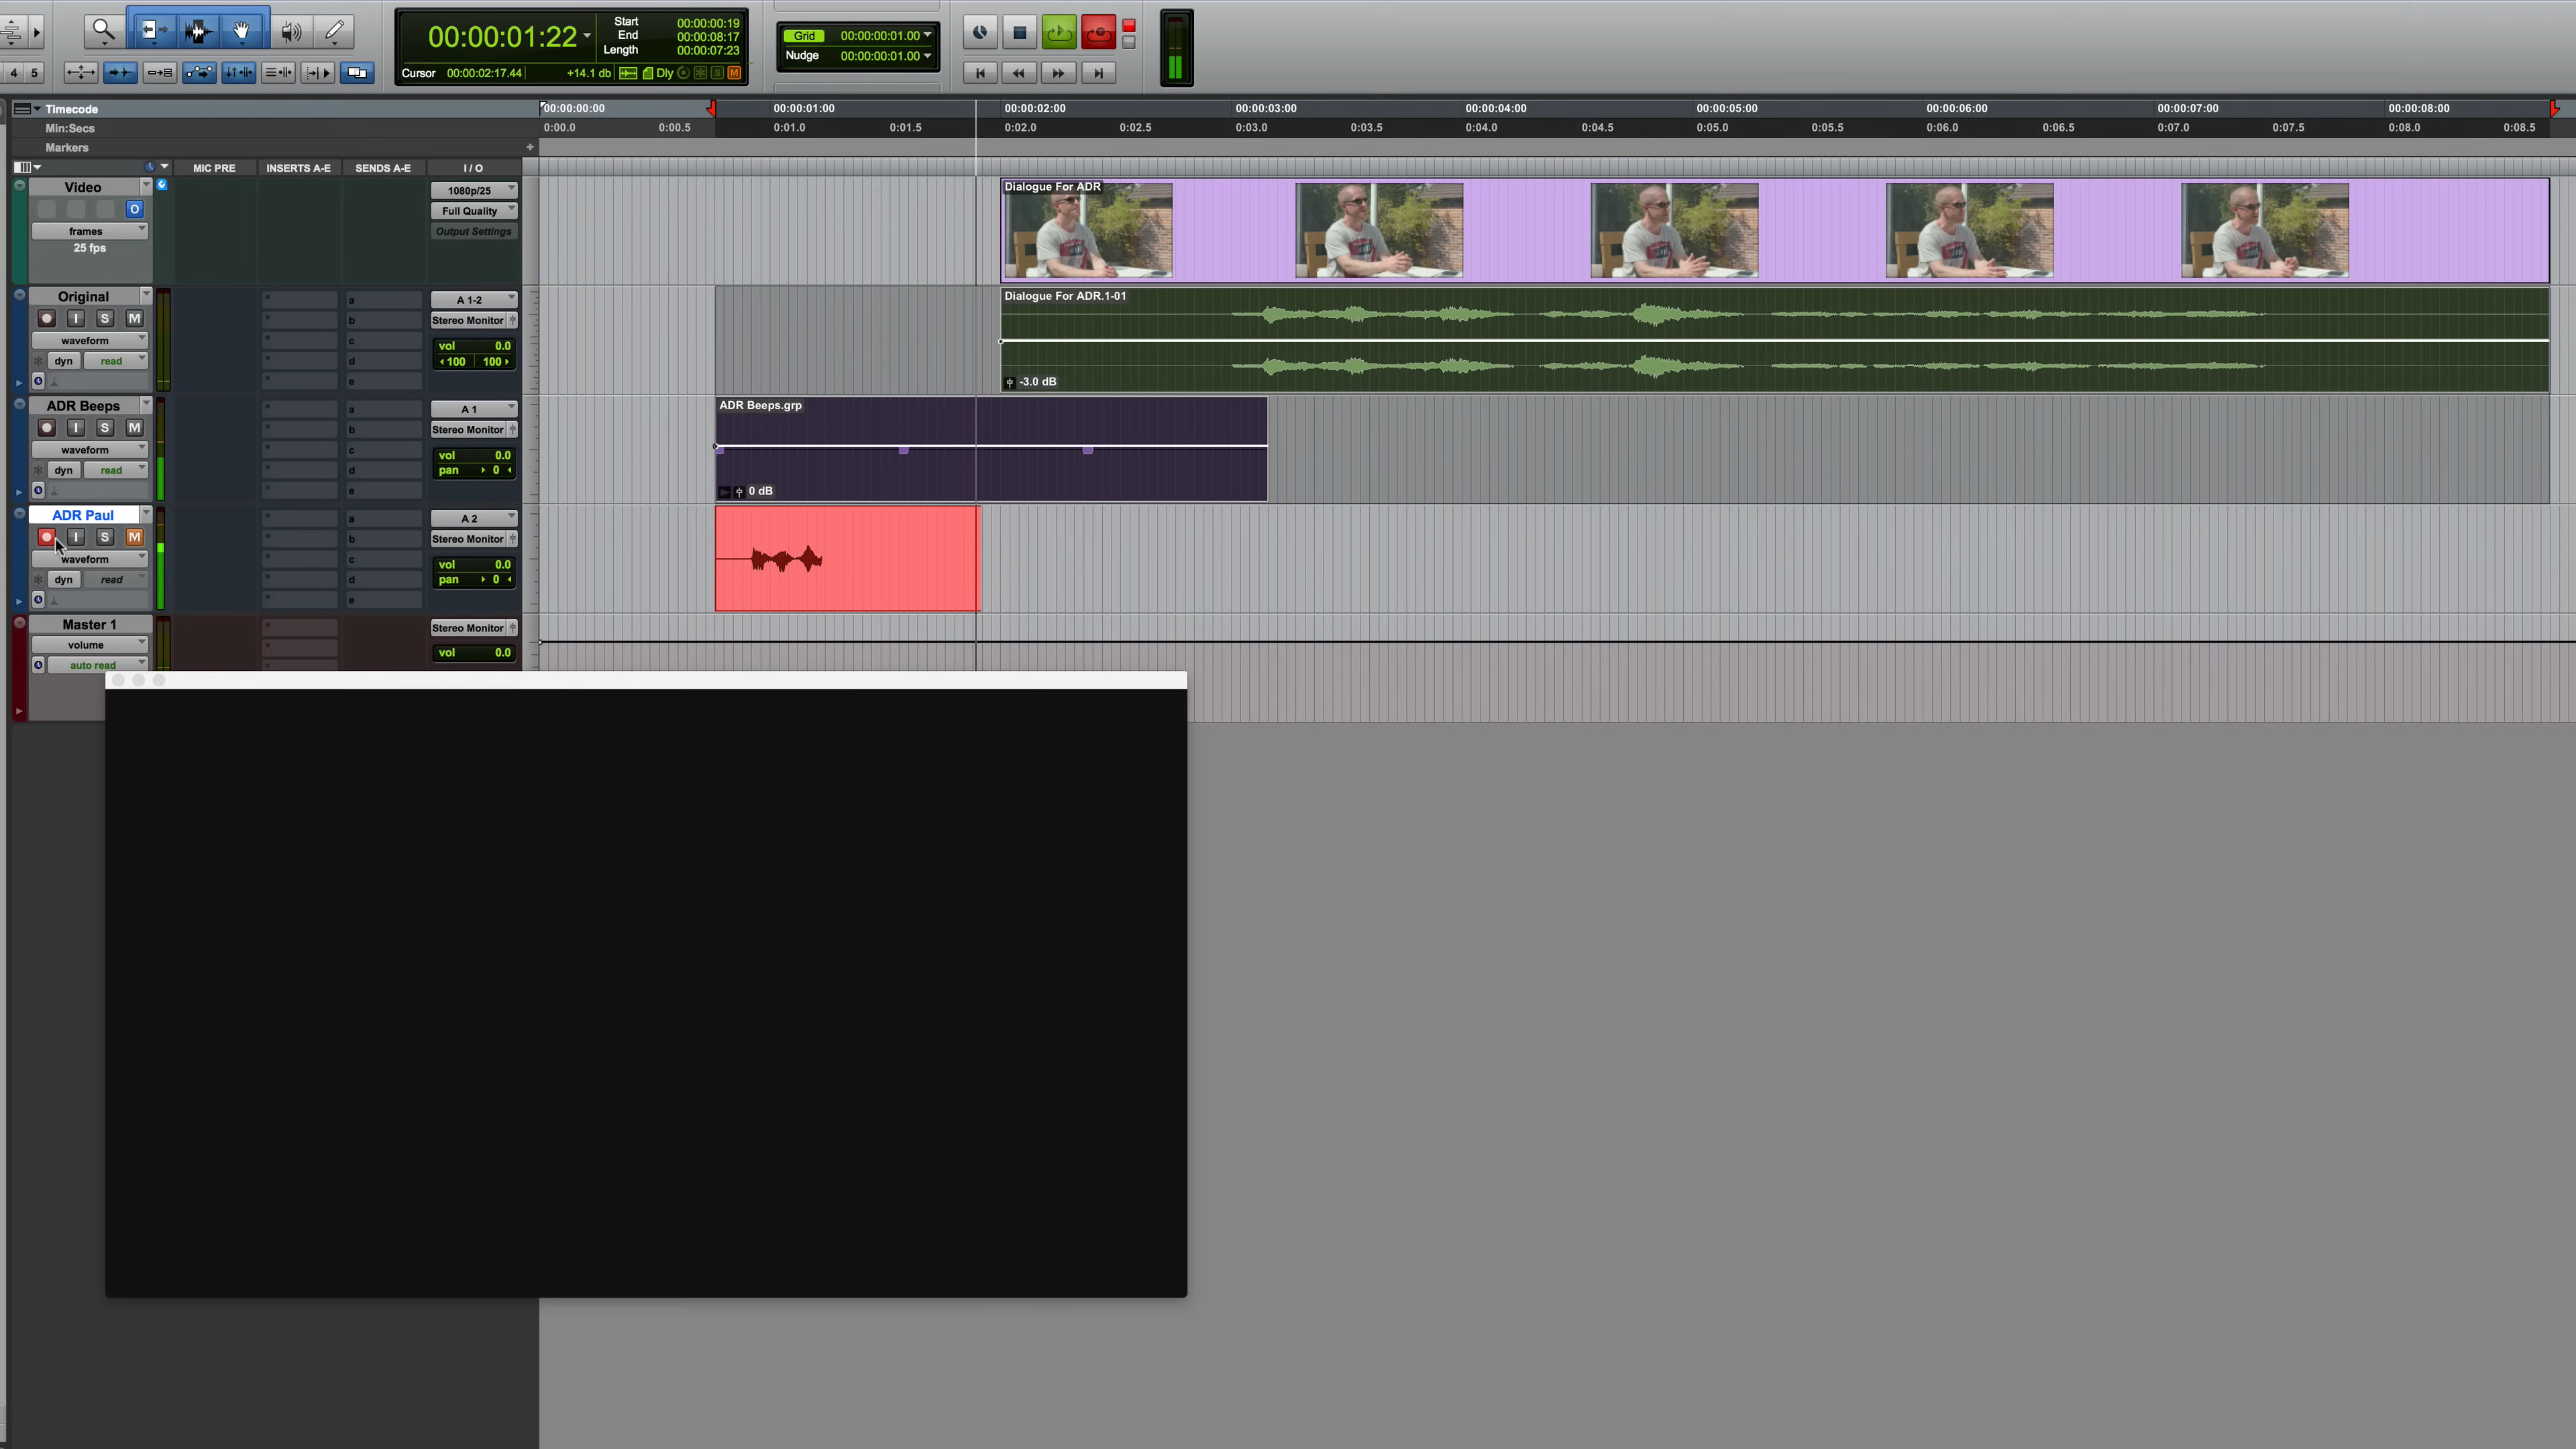 00:00:01:22
Start 00:00:00:19
End 00:00:08:17
Length 00:00:07:23
Cursor 00:00:02:17.44 +14.1 db Dly S M
Grid 00:00:00:01.00
Nudge 00:00:00:01.00
4 5
Timecode 00:00:00:00 00:00:01:00 00:00:02:00 00:00:03:00 00:00:04:00 00:00:05:00 00:00:06:00 00:00:07:00 00:00:08:00
Min:Secs 0:00.0 0:00.5 0:01.0 0:01.5 0:02.0 0:02.5 0:03.0 0:03.5 0:04.0 0:04.5 0:05.0 0:05.5 0:06.0 0:06.5 0:07.0 0:07.5 0:08.0 0:08.5
Markers
MIC PRE INSERTS A-E SENDS A-E I / O
Video 1080p/25 Dialogue For ADR
O Full Quality
frames Output Settings
25 fps
Original a A 1-2 Dialogue For ADR.1-01
I S M b Stereo Monitor
waveform c vol 0.0
dyn read d 100 100
e -3.0 dB
ADR Beeps a A 1 ADR Beeps.grp
I S M b Stereo Monitor
waveform c vol 0.0
dyn read d pan 0
e 0 dB
ADR Paul a A 2
I S M b Stereo Monitor
waveform c vol 0.0
dyn read d pan 0
e
Master 1 Stereo Monitor
volume vol 0.0
auto read